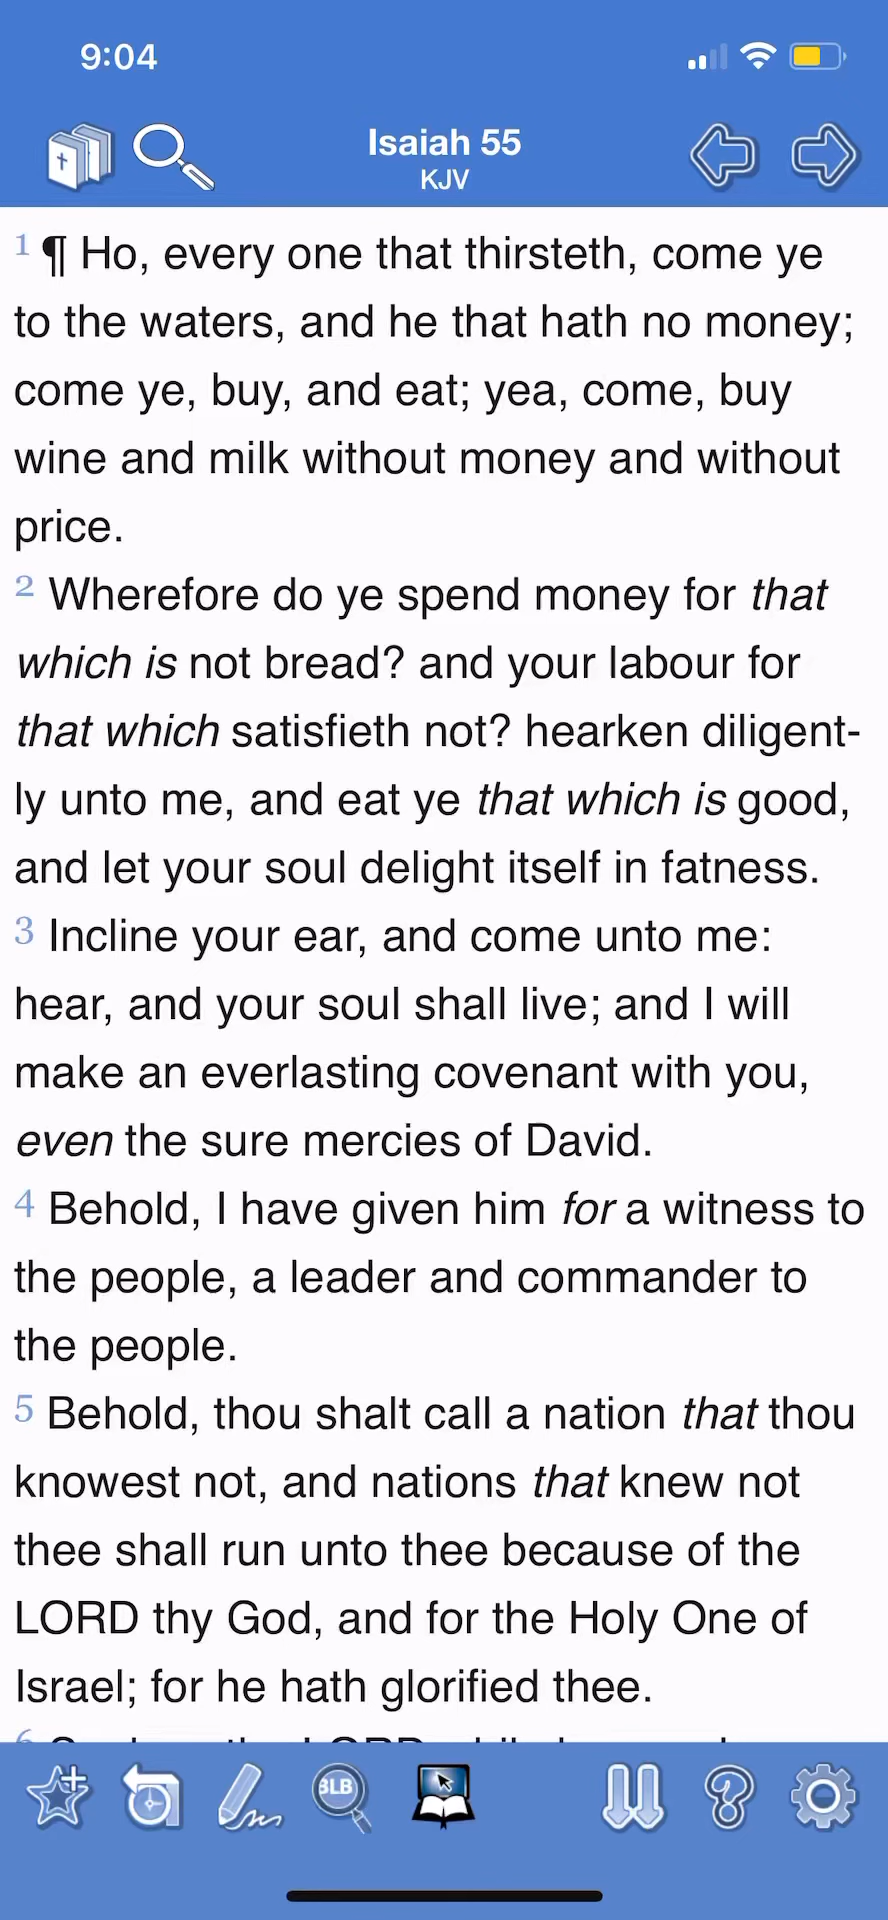 9:04
Isaiah 55
KJV
1 ¶ Ho, every one that thirsteth, come ye
to the waters, and he that hath no money;
come ye, buy, and eat; yea, come, buy
wine and milk without money and without
price.
2 Wherefore do ye spend money for that
which is not bread? and your labour for
that which satisfieth not? hearken diligent-
ly unto me, and eat ye that which is good,
and let your soul delight itself in fatness.
3 Incline your ear, and come unto me:
hear, and your soul shall live; and I will
make an everlasting covenant with you,
even the sure mercies of David.
4 Behold, I have given him for a witness to
the people, a leader and commander to
the people.
5 Behold, thou shalt call a nation that thou
knowest not, and nations that knew not
thee shall run unto thee because of the
LORD thy God, and for the Holy One of
Israel; for he hath glorified thee.
BLB